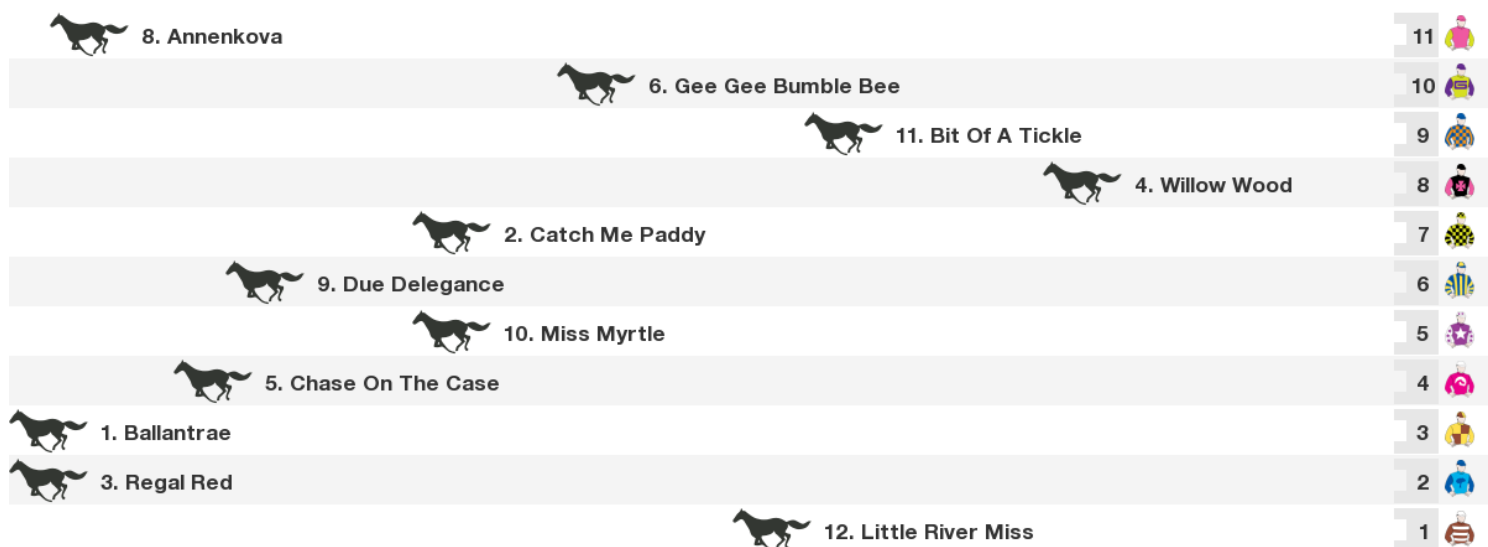 8. Annenkova 11
6. Gee Gee Bumble Bee 10
11. Bit Of A Tickle 9
4. Willow Wood 8
2. Catch Me Paddy 7
9. Due Delegance 6
10. Miss Myrtle 5
5. Chase On The Case 4
1. Ballantrae 3
3. Regal Red 2
12. Little River Miss 1